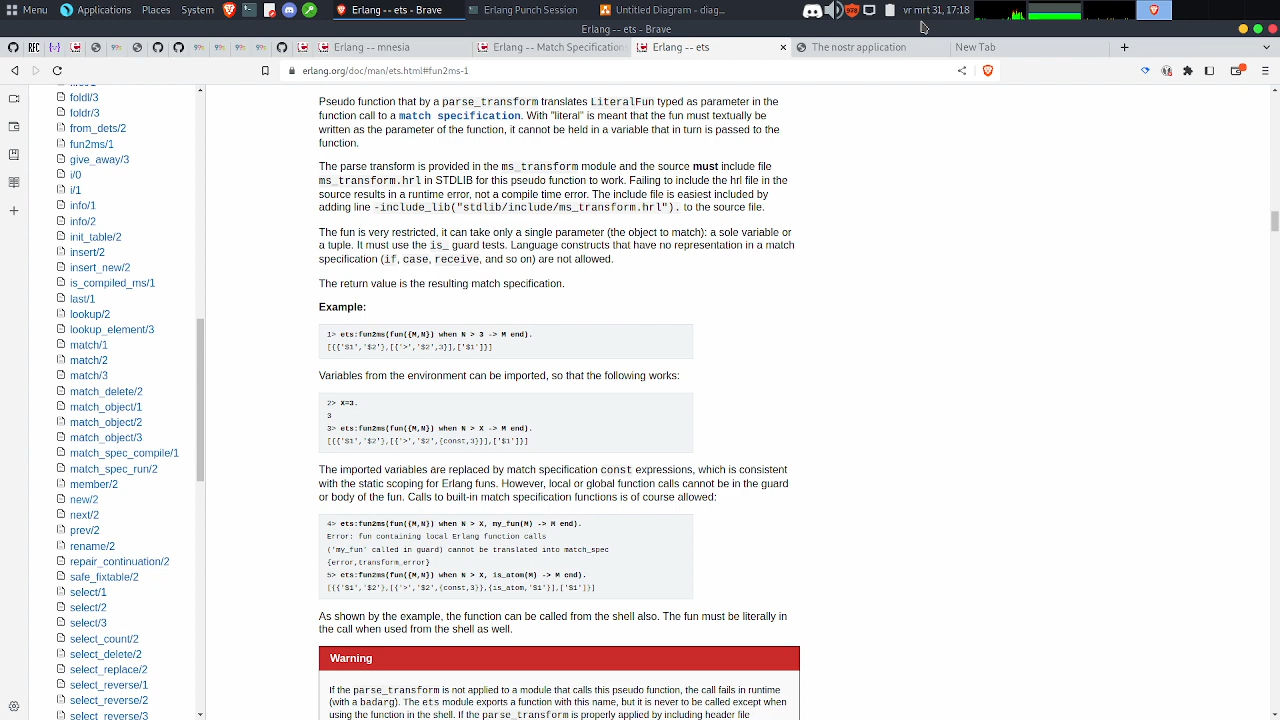 Menu Applications Places System Erlang -- ets - Brave Erlang Punch Session Untitled Diagram - diag... vr mrt 31, 17:18
Erlang -- ets - Brave
Erlang -- mnesia Erlang -- Match Specification Erlang -- ets The nostr application New Tab
erlang.org/doc/man/ets.html#fun2ms-1
foldl/3
foldr/3
from_dets/2
fun2ms/1
give_away/3
i/0
i/1
info/1
info/2
init_table/2
insert/2
insert_new/2
is_compiled_ms/1
last/1
lookup/2
lookup_element/3
match/1
match/2
match/3
match_delete/2
match_object/1
match_object/2
match_object/3
match_spec_compile/1
match_spec_run/2
member/2
new/2
next/2
prev/2
rename/2
repair_continuation/2
safe_fixtable/2
select/1
select/2
select/3
select_count/2
select_delete/2
select_replace/2
select_reverse/1
select_reverse/2
select_reverse/3
Pseudo function that by a parse_transform translates LiteralFun typed as parameter in the
function call to a match specification. With "literal" is meant that the fun must textually be
written as the parameter of the function, it cannot be held in a variable that in turn is passed to the
function.
The parse transform is provided in the ms_transform module and the source must include file
ms_transform.hrl in STDLIB for this pseudo function to work. Failing to include the hrl file in the
source results in a runtime error, not a compile time error. The include file is easiest included by
adding line -include_lib("stdlib/include/ms_transform.hrl"). to the source file.
The fun is very restricted, it can take only a single parameter (the object to match): a sole variable or
a tuple. It must use the is_ guard tests. Language constructs that have no representation in a match
specification (if, case, receive, and so on) are not allowed.
The return value is the resulting match specification.
Example:
1> ets:fun2ms(fun({M,N}) when N > 3 -> M end).
[{{'$1','$2'},[{'>','$2',3}],['$1']}]
Variables from the environment can be imported, so that the following works:
2> X=3.
3
3> ets:fun2ms(fun({M,N}) when N > X -> M end).
[{{'$1','$2'},[{'>','$2',{const,3}}],['$1']}]
The imported variables are replaced by match specification const expressions, which is consistent
with the static scoping for Erlang funs. However, local or global function calls cannot be in the guard
or body of the fun. Calls to built-in match specification functions is of course allowed:
4> ets:fun2ms(fun({M,N}) when N > X, my_fun(M) -> M end).
Error: fun containing local Erlang function calls
('my_fun' called in guard) cannot be translated into match_spec
{error,transform_error}
5> ets:fun2ms(fun({M,N}) when N > X, is_atom(M) -> M end).
[{{'$1','$2'},[{'>','$2',{const,3}},{is_atom,'$1'}],['$1']}]
As shown by the example, the function can be called from the shell also. The fun must be literally in
the call when used from the shell as well.
Warning
If the parse_transform is not applied to a module that calls this pseudo function, the call fails in runtime
(with a badarg). The ets module exports a function with this name, but it is never to be called except when
using the function in the shell. If the parse_transform is properly applied by including header file